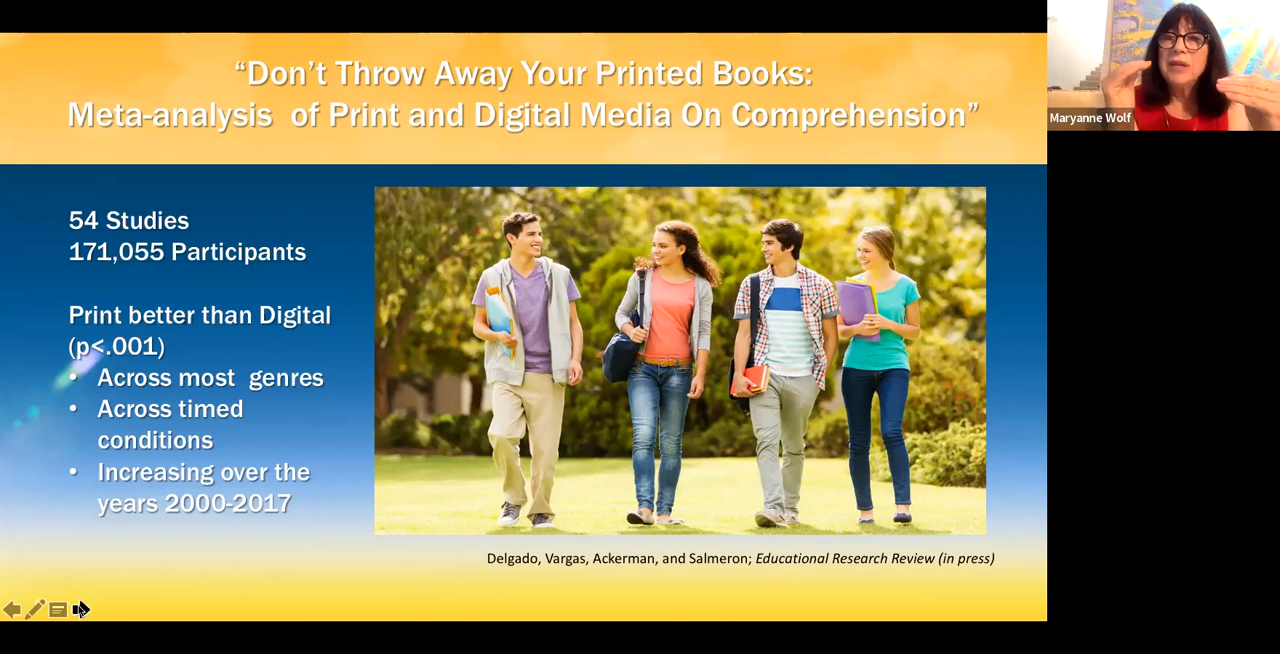 “Don’t Throw Away Your Printed Books:
Meta-analysis of Print and Digital Media On Comprehension”
Maryanne Wolf
54 Studies
171,055 Participants
Print better than Digital
(p<.001)
• Across most genres
• Across timed
conditions
• Increasing over the
years 2000-2017
Delgado, Vargas, Ackerman, and Salmeron; Educational Research Review (in press)